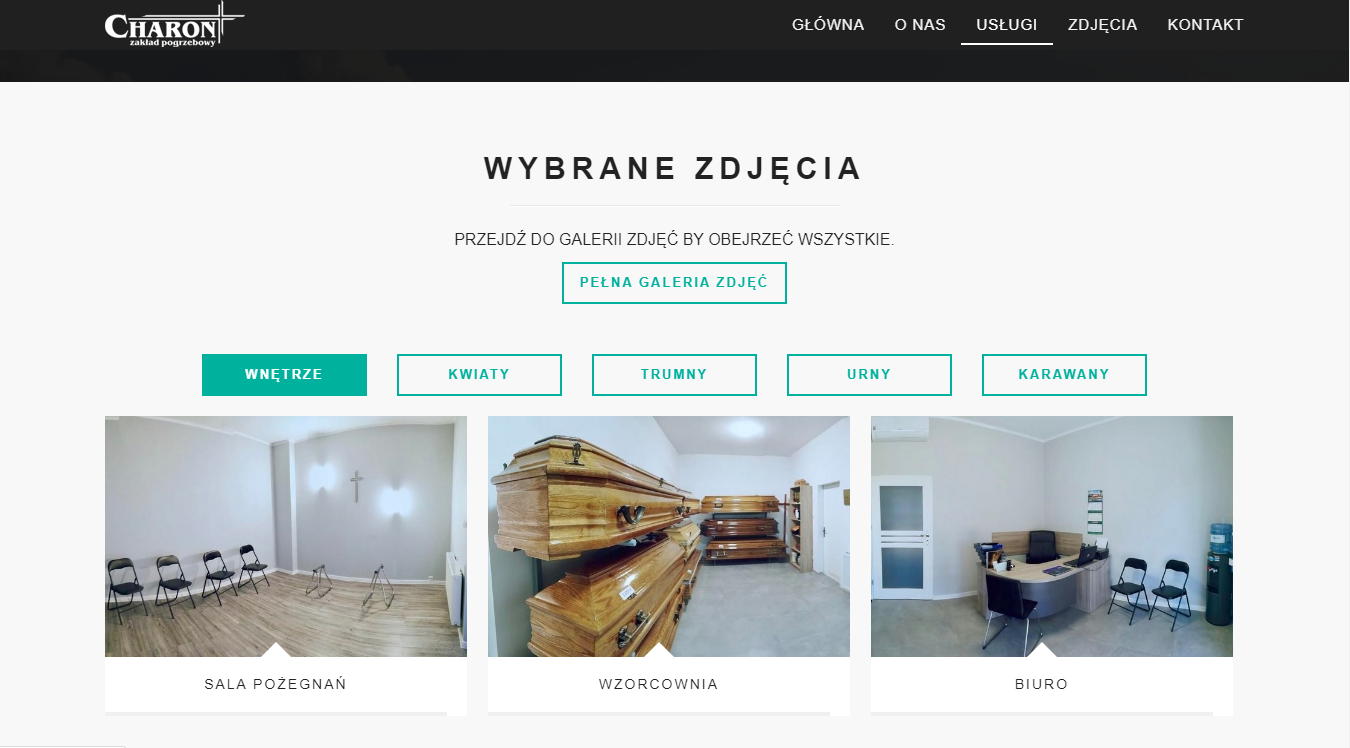 CHARON
zakład pogrzebowy
GŁÓWNA O NAS USŁUGI ZDJĘCIA KONTAKT
WYBRANE ZDJĘCIA
PRZEJDŹ DO GALERII ZDJĘĆ BY OBEJRZEĆ WSZYSTKIE.
PEŁNA GALERIA ZDJĘĆ
WNĘTRZE KWIATY TRUMNY URNY KARAWANY
SALA POŻEGNAŃ
WZORCOWNIA
BIURO